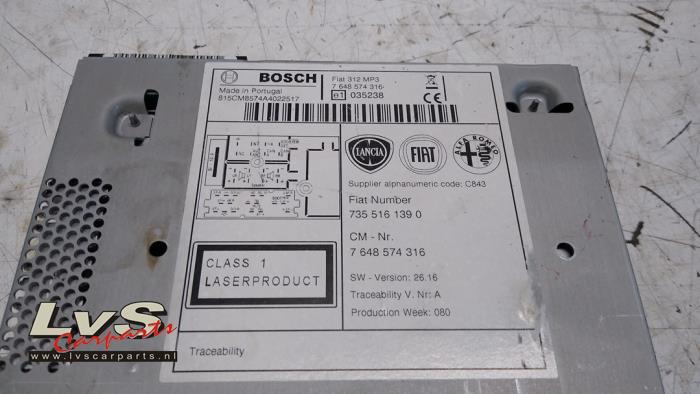 BOSCH
Fiat 312 MP3
7 648 574 316
Made in Portugal
815CM8574A4022517
e1 035238
CE
LANCIA
FIAT
ALFA ROMEO
Supplier alphanumeric code: C843
Fiat Number
735 516 139 0
CM - Nr.
7 648 574 316
CLASS 1
LASERPRODUCT
SW - Version: 26.16
Traceability V. Nr: A
Production Week: 080
Traceability
LvS
Carparts
www.lvscarparts.nl